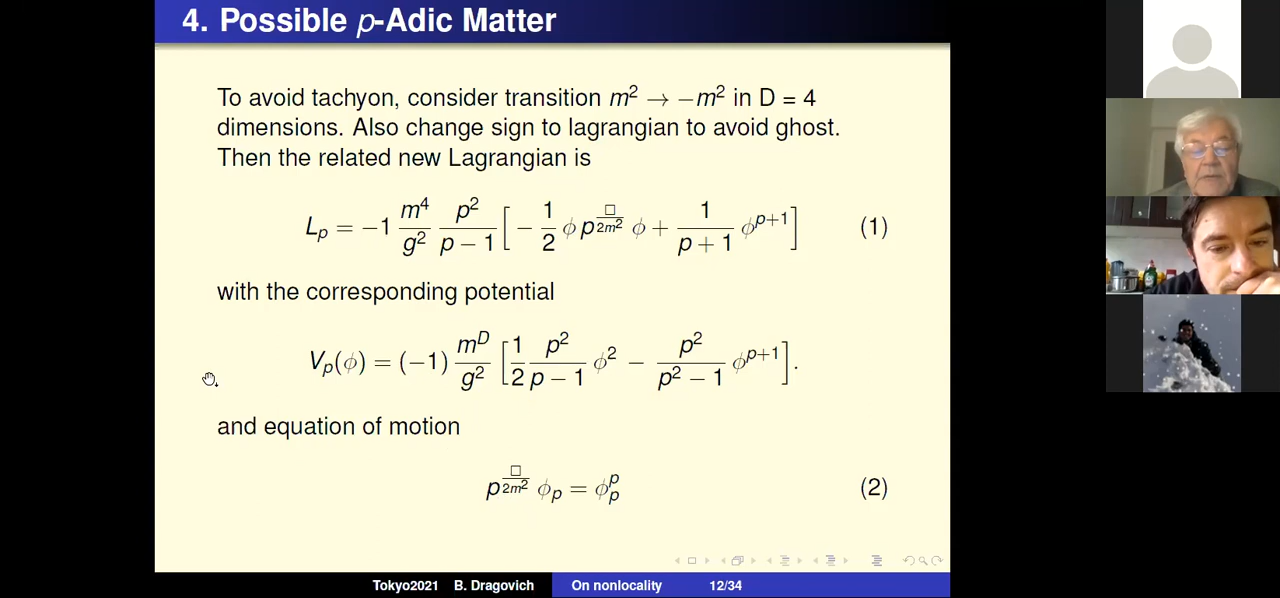 4. Possible p-Adic Matter
To avoid tachyon, consider transition m² → −m² in D = 4
dimensions. Also change sign to lagrangian to avoid ghost.
Then the related new Lagrangian is
L_p = −1 m⁴/g² p²/(p − 1) [ − 1/2 ϕ p^(□/2m²) ϕ + 1/(p + 1) ϕ^(p+1) ] (1)
with the corresponding potential
V_p(ϕ) = (−1) m^D/g² [ 1/2 p²/(p − 1) ϕ² − p²/(p² − 1) ϕ^(p+1) ].
and equation of motion
p^(□/2m²) ϕ_p = ϕ_p^p (2)
Tokyo2021 B. Dragovich On nonlocality 12/34